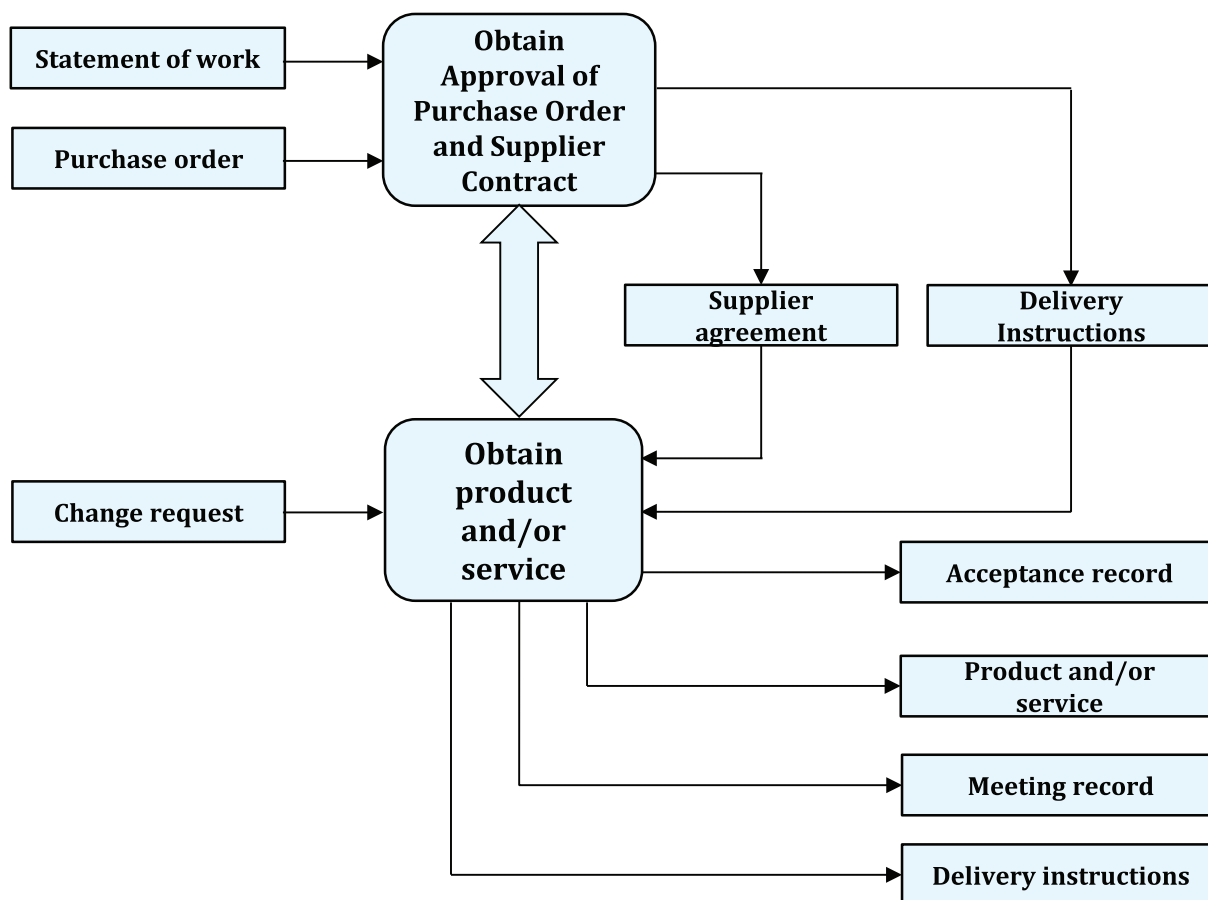 Statement of work
Obtain
Approval of
Purchase Order
and Supplier
Contract
Purchase order
Supplier
agreement
Delivery
Instructions
Obtain
product
and/or
service
Change request
Acceptance record
Product and/or
service
Meeting record
Delivery instructions